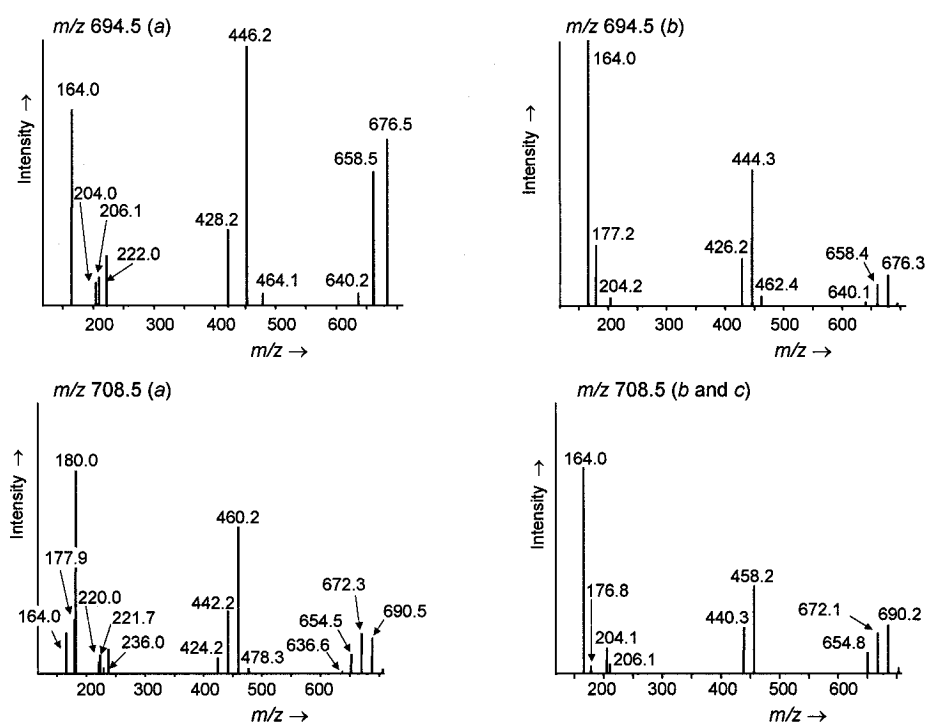 m/z 694.5 (a)
446.2
164.0
676.5
658.5
204.0
206.1
428.2
222.0
464.1
640.2
Intensity →
200 300 400 500 600
m/z →
m/z 694.5 (b)
164.0
444.3
177.2
426.2
658.4
676.3
204.2
462.4
640.1
Intensity →
200 300 400 500 600
m/z →
m/z 708.5 (a)
180.0
460.2
177.9
672.3
220.0
442.2
654.5
690.5
164.0
221.7
236.0
424.2
478.3
636.6
Intensity →
200 300 400 500 600
m/z →
m/z 708.5 (b and c)
164.0
458.2
176.8
440.3
672.1
690.2
204.1
654.8
206.1
Intensity →
200 300 400 500 600
m/z →